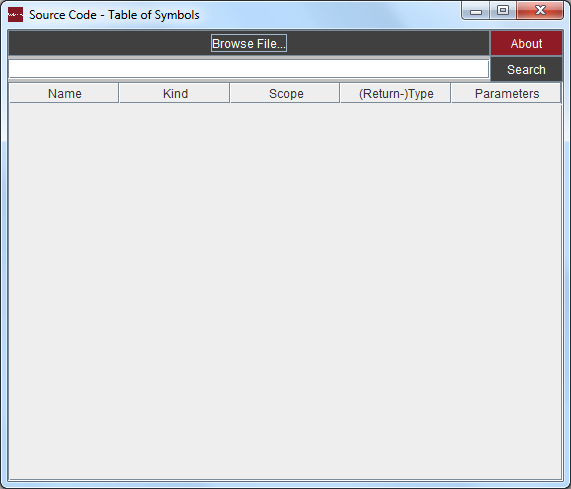 Source Code - Table of Symbols
Browse File...
About
Search
Name Kind Scope (Return-)Type Parameters